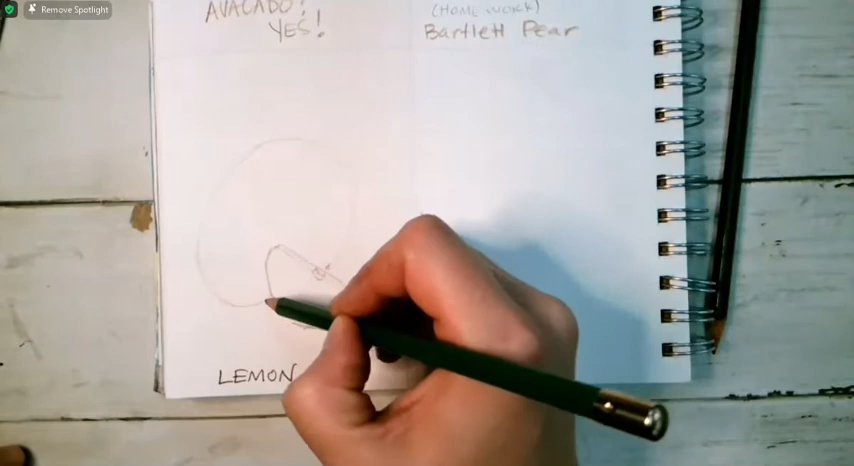 Remove Spotlight
AVACADO!
YES!
(HOME WORK)
Bartlett Pear
LEMON